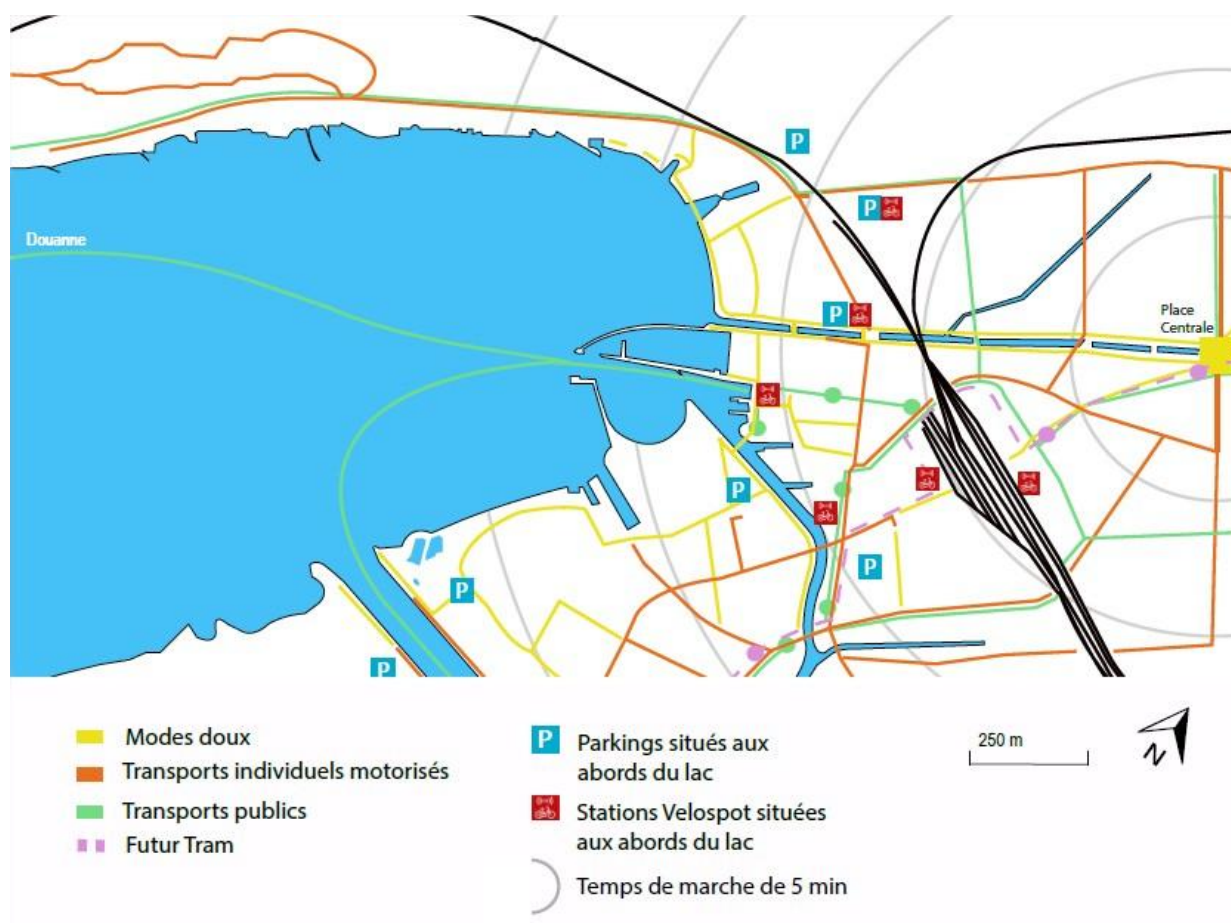 Douanne
Place
Centrale
P
P
P
P
P
P
P
Modes doux
Transports individuels motorisés
Transports publics
Futur Tram
P
Parkings situés aux
abords du lac
Stations Velospot situées
aux abords du lac
Temps de marche de 5 min
250 m
N